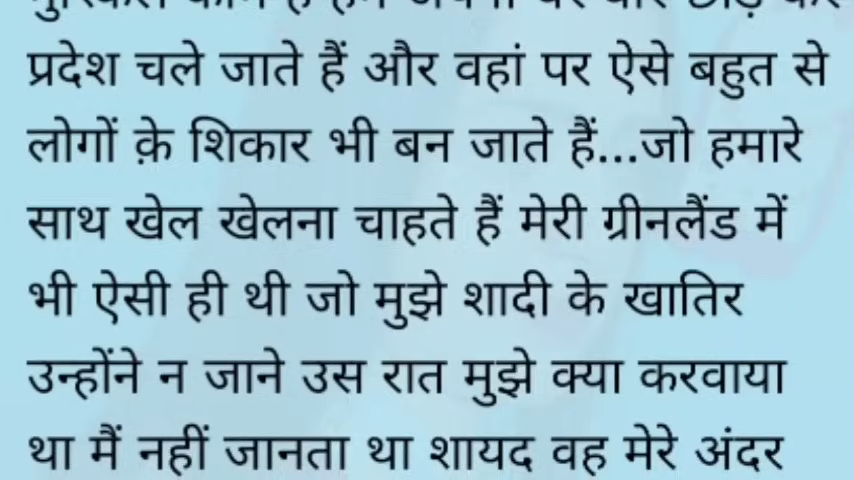 प्रदेश चले जाते हैं और वहां पर ऐसे बहुत से
लोगों क़े शिकार भी बन जाते हैं...जो हमारे
साथ खेल खेलना चाहते हैं मेरी ग्रीनलैंड में
भी ऐसी ही थी जो मुझे शादी के खातिर
उन्होंने न जाने उस रात मुझे क्या करवाया
था मैं नहीं जानता था शायद वह मेरे अंदर